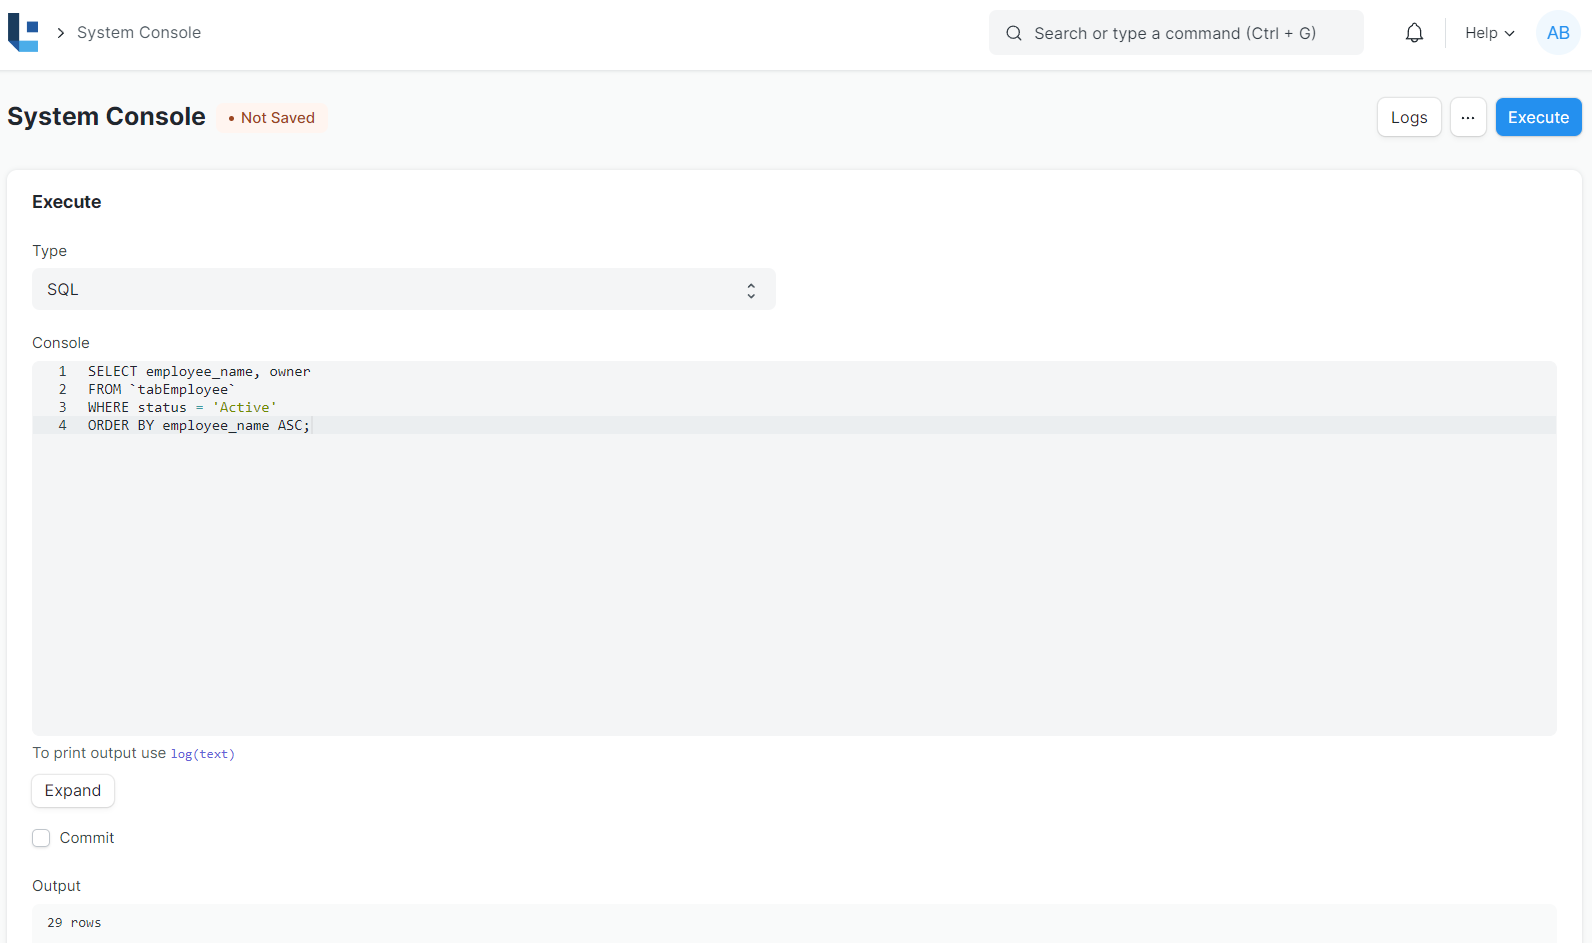 System Console
Search or type a command (Ctrl + G)
Help
AB
System Console
• Not Saved
Logs
...
Execute
Execute
Type
SQL
Console
1 SELECT employee_name, owner
2 FROM `tabEmployee`
3 WHERE status = 'Active'
4 ORDER BY employee_name ASC;
To print output use log(text)
Expand
Commit
Output
29 rows